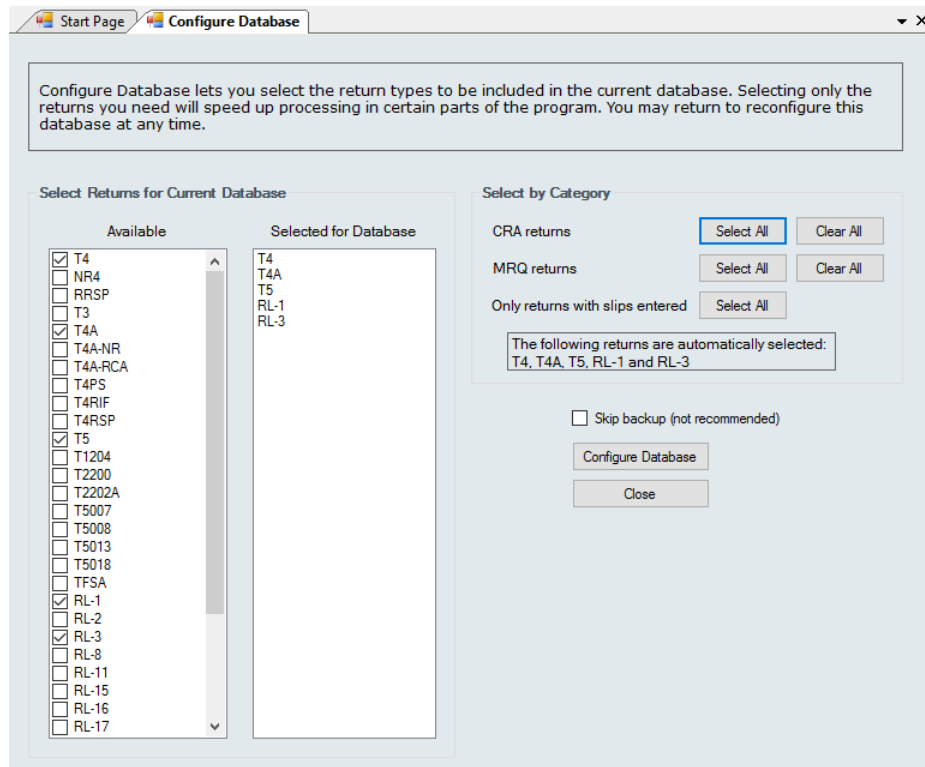 Start Page
Configure Database
Configure Database lets you select the return types to be included in the current database. Selecting only the
returns you need will speed up processing in certain parts of the program. You may return to reconfigure this
database at any time.
Select Returns for Current Database
Available
T4
NR4
RRSP
T3
T4A
T4A-NR
T4A-RCA
T4PS
T4RIF
T4RSP
T5
T1204
T2200
T2202A
T5007
T5008
T5013
T5018
TFSA
RL-1
RL-2
RL-3
RL-8
RL-11
RL-15
RL-16
RL-17
Selected for Database
T4
T4A
T5
RL-1
RL-3
Select by Category
CRA returns Select All Clear All
MRQ returns Select All Clear All
Only returns with slips entered Select All
The following returns are automatically selected:
T4, T4A, T5, RL-1 and RL-3
Skip backup (not recommended)
Configure Database
Close